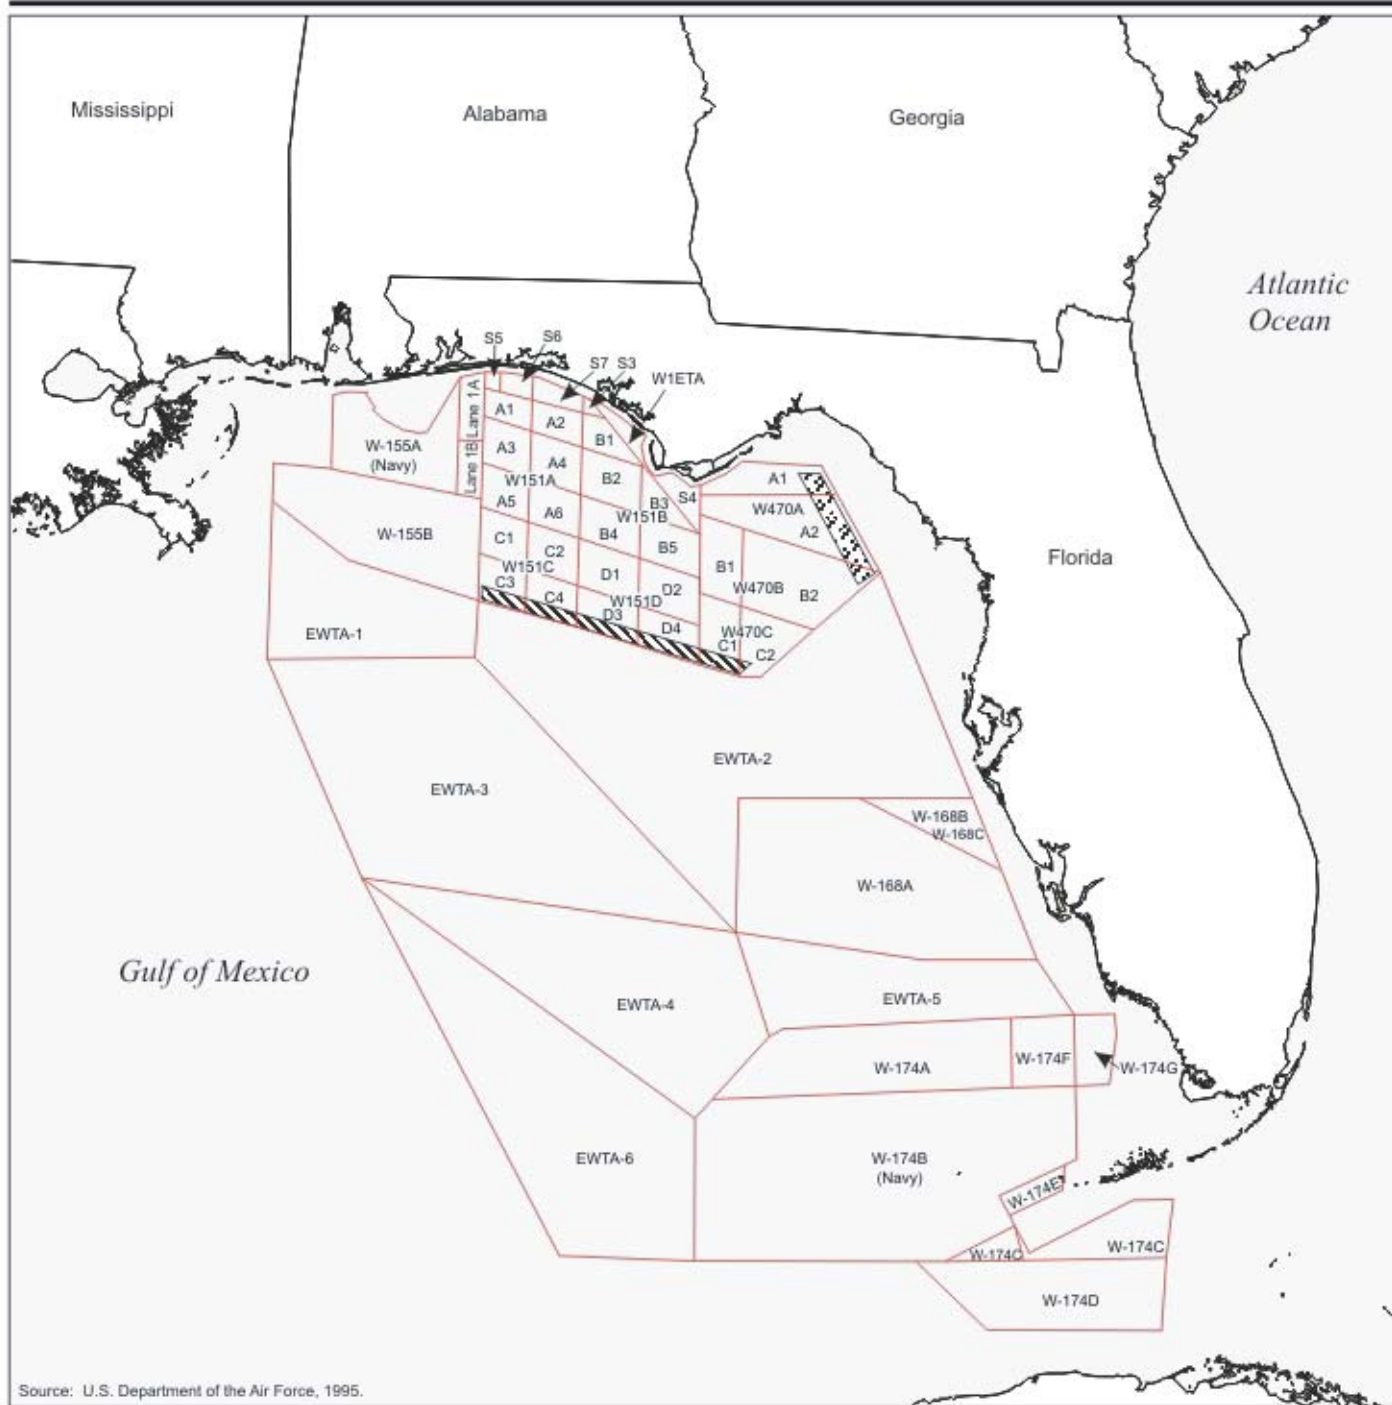 Mississippi
Alabama
Georgia
Atlantic
Ocean
S5
S6
S7
S3
W1ETA
Lane 1A
Lane 1B
W-155A
(Navy)
A1
A2
B1
A3
A4
B2
W151A
B3
S4
A5
A6
W151B
A1
W470A
A2
W-155B
C1
C2
B4
B5
W151C
C3
D1
B1
W470B
B2
C4
D2
W151D
D3
D4
W470C
C1
C2
Florida
EWTA-1
EWTA-2
EWTA-3
W-168B
W-168C
W-168A
Gulf of Mexico
EWTA-4
EWTA-5
W-174A
W-174F
W-174G
EWTA-6
W-174B
(Navy)
W-174E
W-174C
W-174C
W-174D
Source: U.S. Department of the Air Force, 1995.